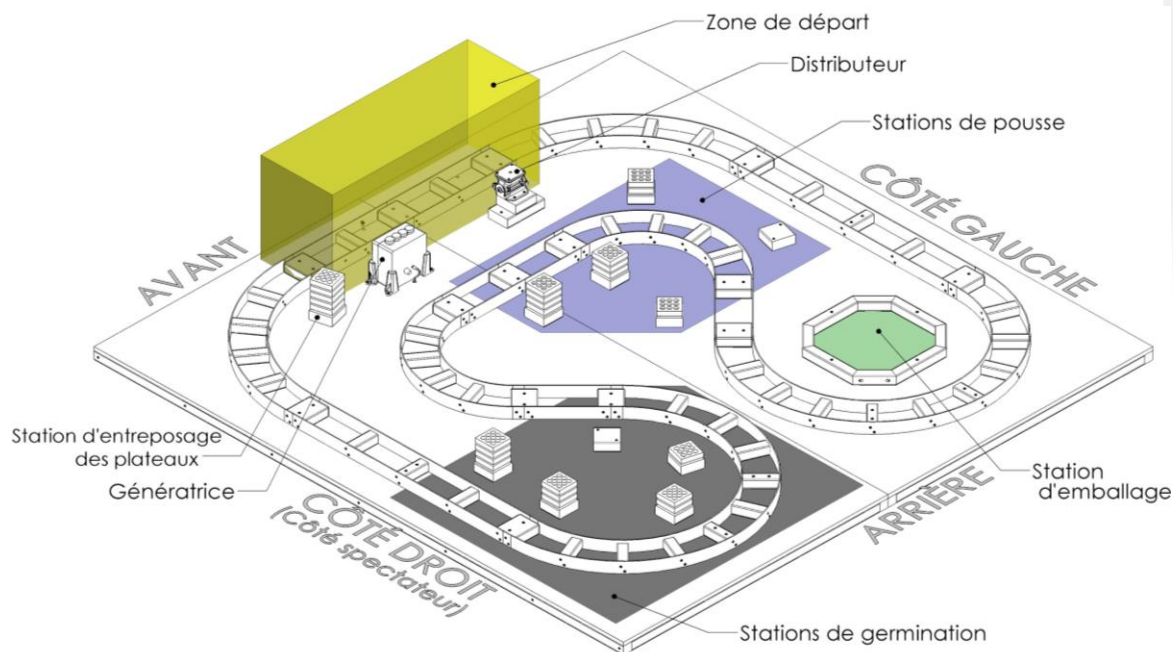 Zone de départ
Distributeur
Stations de pousse
CÔTÉ GAUCHE
AVANT
Station d'entreposage
des plateaux
Génératrice
CÔTÉ DROIT
(Côté spectateur)
ARRIÈRE
Station
d'emballage
Stations de germination